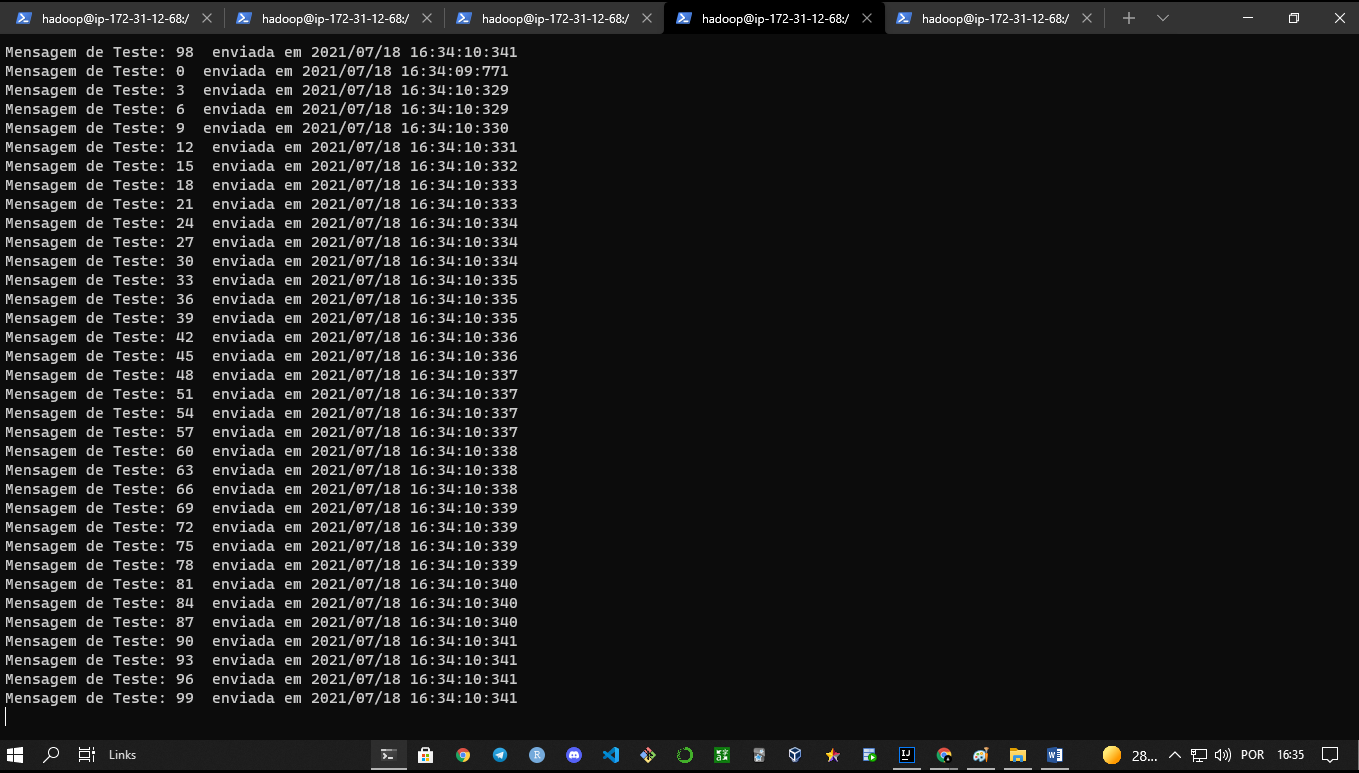 hadoop@ip-172-31-12-68:/
hadoop@ip-172-31-12-68:/
hadoop@ip-172-31-12-68:/
hadoop@ip-172-31-12-68:/
hadoop@ip-172-31-12-68:/
Mensagem de Teste: 98  enviada em 2021/07/18 16:34:10:341
Mensagem de Teste: 0  enviada em 2021/07/18 16:34:09:771
Mensagem de Teste: 3  enviada em 2021/07/18 16:34:10:329
Mensagem de Teste: 6  enviada em 2021/07/18 16:34:10:329
Mensagem de Teste: 9  enviada em 2021/07/18 16:34:10:330
Mensagem de Teste: 12  enviada em 2021/07/18 16:34:10:331
Mensagem de Teste: 15  enviada em 2021/07/18 16:34:10:332
Mensagem de Teste: 18  enviada em 2021/07/18 16:34:10:333
Mensagem de Teste: 21  enviada em 2021/07/18 16:34:10:333
Mensagem de Teste: 24  enviada em 2021/07/18 16:34:10:334
Mensagem de Teste: 27  enviada em 2021/07/18 16:34:10:334
Mensagem de Teste: 30  enviada em 2021/07/18 16:34:10:334
Mensagem de Teste: 33  enviada em 2021/07/18 16:34:10:335
Mensagem de Teste: 36  enviada em 2021/07/18 16:34:10:335
Mensagem de Teste: 39  enviada em 2021/07/18 16:34:10:335
Mensagem de Teste: 42  enviada em 2021/07/18 16:34:10:336
Mensagem de Teste: 45  enviada em 2021/07/18 16:34:10:336
Mensagem de Teste: 48  enviada em 2021/07/18 16:34:10:337
Mensagem de Teste: 51  enviada em 2021/07/18 16:34:10:337
Mensagem de Teste: 54  enviada em 2021/07/18 16:34:10:337
Mensagem de Teste: 57  enviada em 2021/07/18 16:34:10:337
Mensagem de Teste: 60  enviada em 2021/07/18 16:34:10:338
Mensagem de Teste: 63  enviada em 2021/07/18 16:34:10:338
Mensagem de Teste: 66  enviada em 2021/07/18 16:34:10:338
Mensagem de Teste: 69  enviada em 2021/07/18 16:34:10:339
Mensagem de Teste: 72  enviada em 2021/07/18 16:34:10:339
Mensagem de Teste: 75  enviada em 2021/07/18 16:34:10:339
Mensagem de Teste: 78  enviada em 2021/07/18 16:34:10:339
Mensagem de Teste: 81  enviada em 2021/07/18 16:34:10:340
Mensagem de Teste: 84  enviada em 2021/07/18 16:34:10:340
Mensagem de Teste: 87  enviada em 2021/07/18 16:34:10:340
Mensagem de Teste: 90  enviada em 2021/07/18 16:34:10:341
Mensagem de Teste: 93  enviada em 2021/07/18 16:34:10:341
Mensagem de Teste: 96  enviada em 2021/07/18 16:34:10:341
Mensagem de Teste: 99  enviada em 2021/07/18 16:34:10:341
Links
28...
POR
16:35